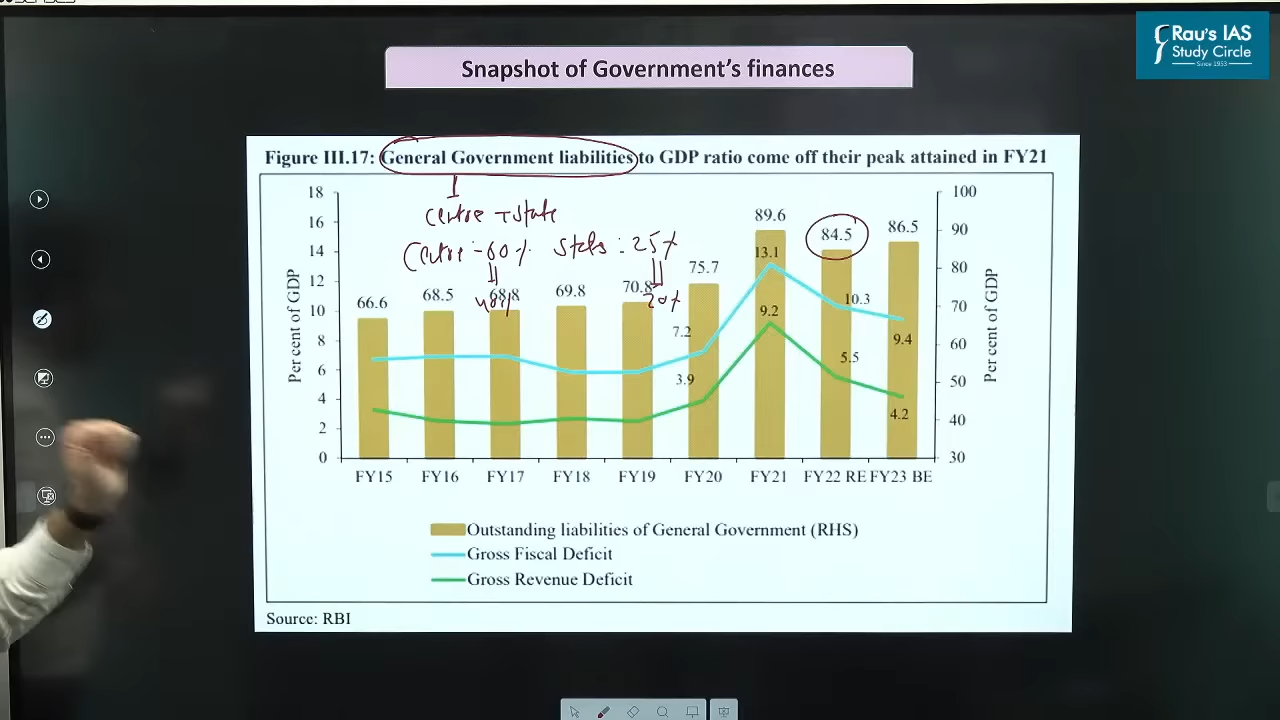 Rau's IAS
Study Circle
Since 1953
Snapshot of Government's finances
Figure III.17: General Government liabilities to GDP ratio come off their peak attained in FY21
Centre + State
Centre - 60% States : 25%
40% 20%
Per cent of GDP
18
16
14
12
10
8
6
4
2
0
66.6
68.5
68.8
69.8
70.8
75.7
89.6
84.5
86.5
7.2
13.1
10.3
9.4
3.9
9.2
5.5
4.2
100
90
80
70
60
50
40
30
Per cent of GDP
FY15 FY16 FY17 FY18 FY19 FY20 FY21 FY22 RE FY23 BE
Outstanding liabilities of General Government (RHS)
Gross Fiscal Deficit
Gross Revenue Deficit
Source: RBI